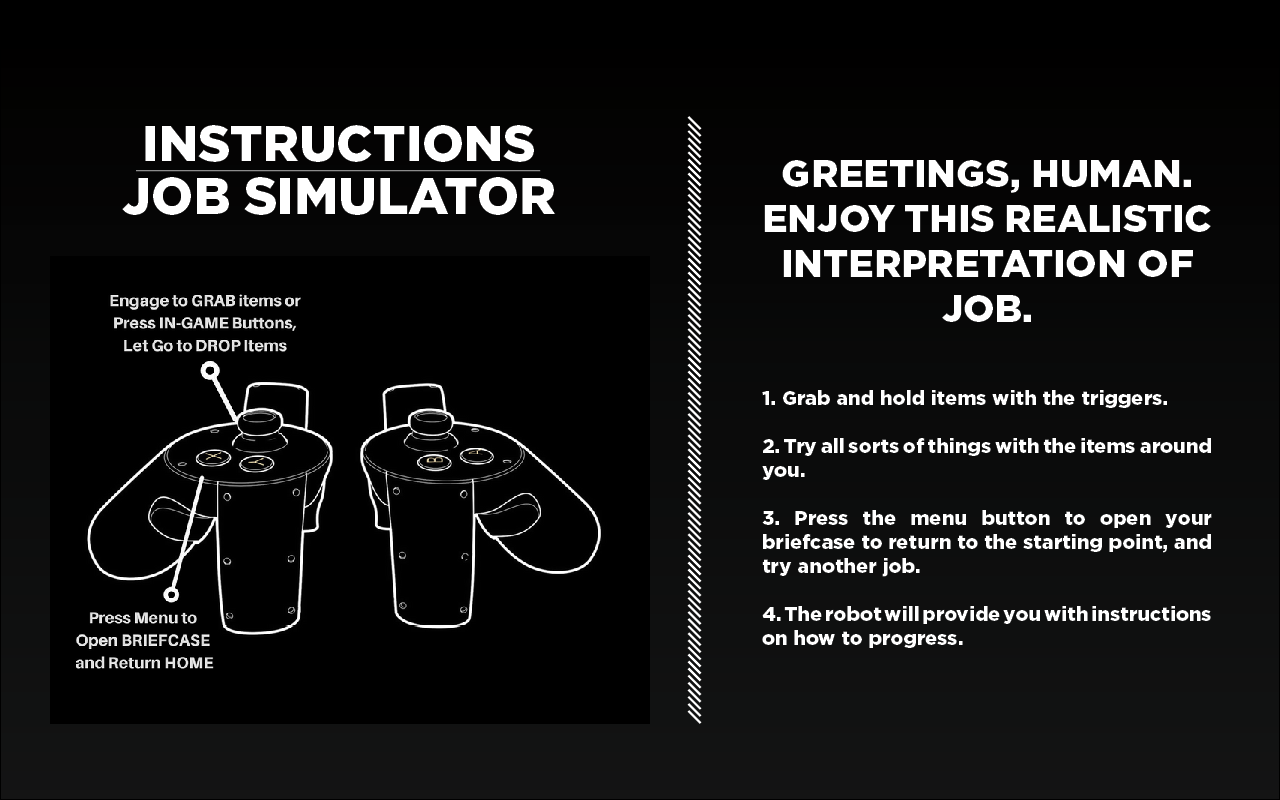 INSTRUCTIONS
JOB SIMULATOR
Engage to GRAB items or
Press IN-GAME Buttons,
Let Go to DROP Items
X
Y
B
Press Menu to
Open BRIEFCASE
and Return HOME
GREETINGS, HUMAN.
ENJOY THIS REALISTIC
INTERPRETATION OF
JOB.
1. Grab and hold items with the triggers.
2. Try all sorts of things with the items around
you.
3. Press the menu button to open your
briefcase to return to the starting point, and
try another job.
4. The robot will provide you with instructions
on how to progress.